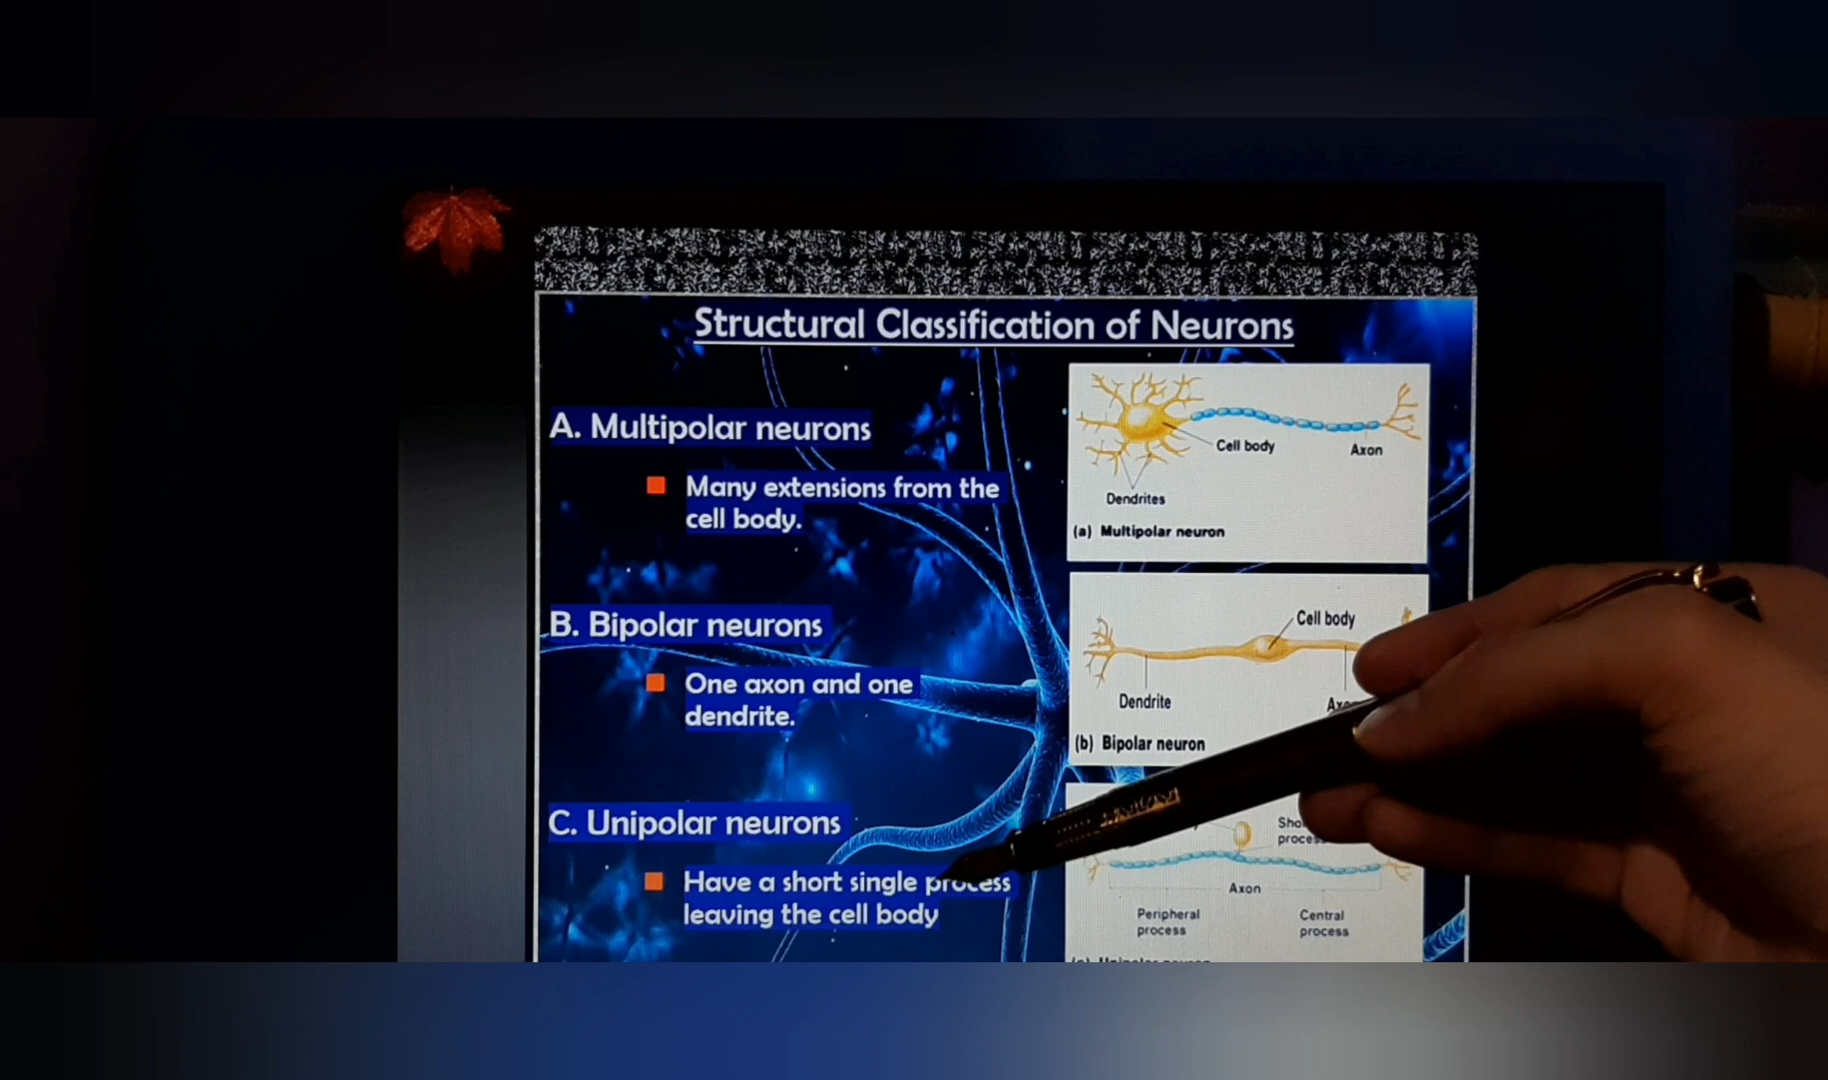 Structural Classification of Neurons
A. Multipolar neurons
Many extensions from the
cell body.
B. Bipolar neurons
One axon and one
dendrite.
C. Unipolar neurons
Have a short single process
leaving the cell body
Cell body
Axon
Dendrites
(a) Multipolar neuron
Cell body
Dendrite
(b) Bipolar neuron
Axon
Peripheral
process
Central
process